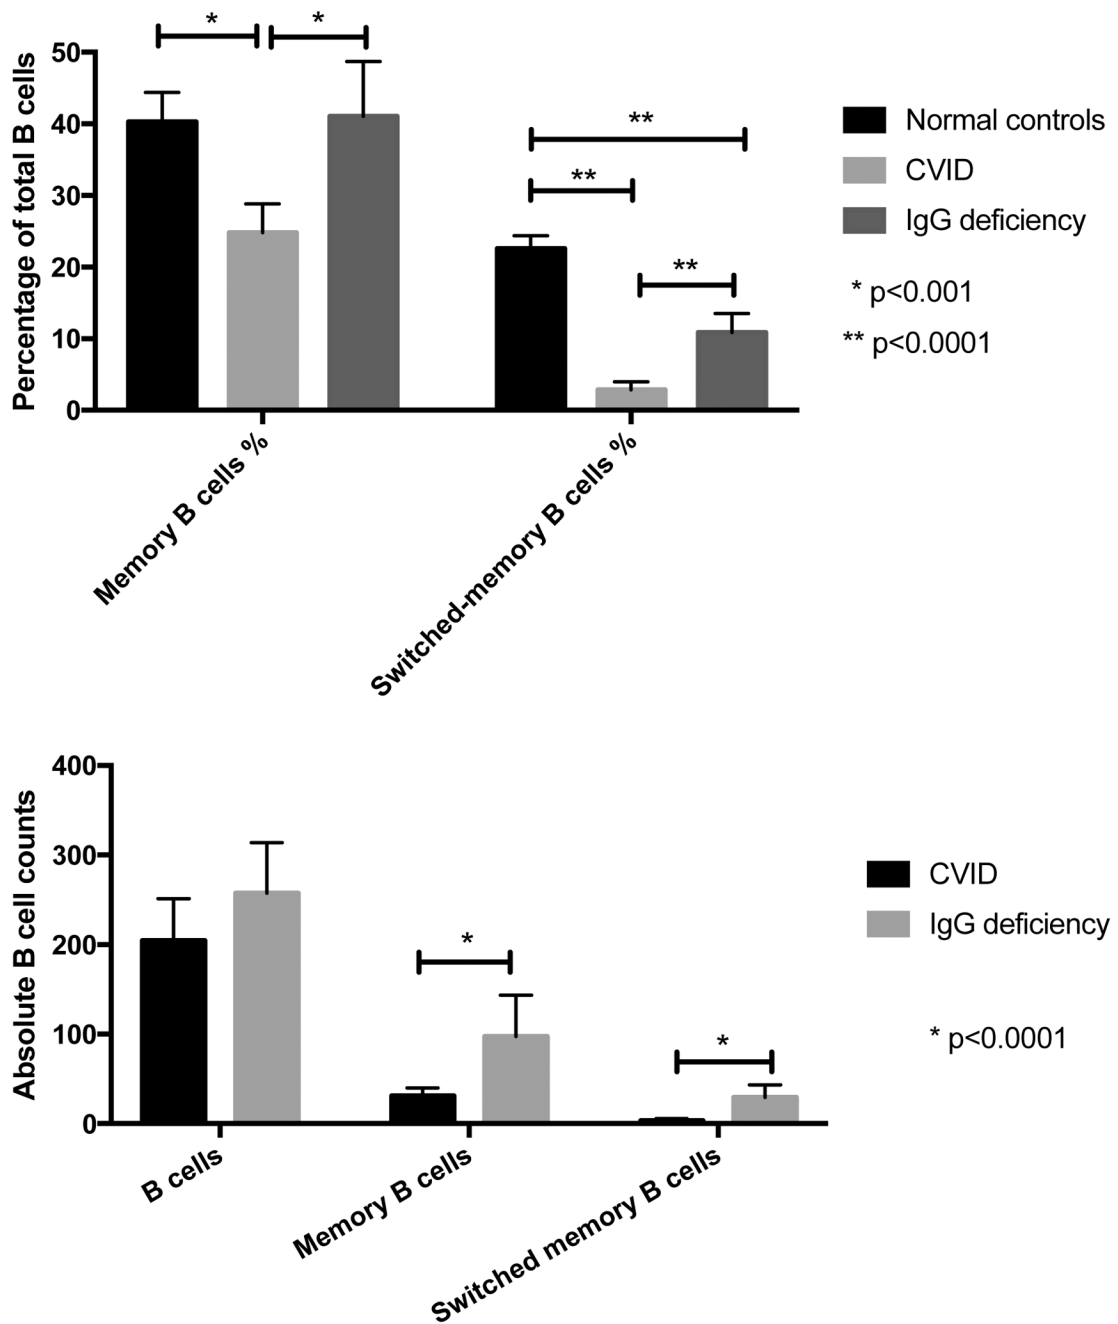 * *
50
40
30
20
10
0
Percentage of total B cells
**
**
**
Memory B cells %
Switched-memory B cells %
Normal controls
CVID
IgG deficiency
* p<0.001
** p<0.0001
400
300
200
100
0
Absolute B cell counts
*
*
B cells
Memory B cells
Switched memory B cells
CVID
IgG deficiency
* p<0.0001